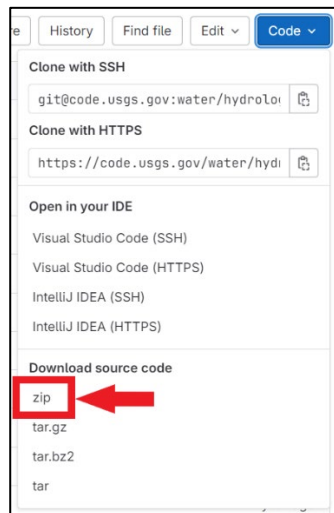 History Find file Edit Code
Clone with SSH
git@code.usgs.gov:water/hydrolo
Clone with HTTPS
https://code.usgs.gov/water/hyd
Open in your IDE
Visual Studio Code (SSH)
Visual Studio Code (HTTPS)
IntelliJ IDEA (SSH)
IntelliJ IDEA (HTTPS)
Download source code
zip
tar.gz
tar.bz2
tar